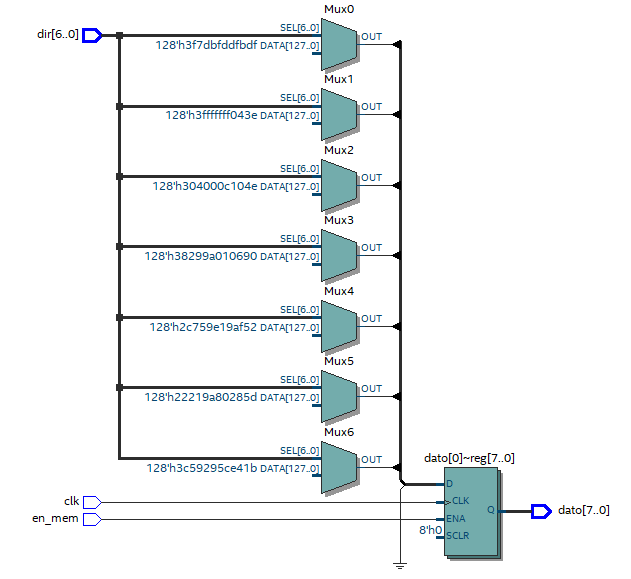 Mux0
dir[6..0]
SEL[6..0]
OUT
128'h3f7dbfddfbdf DATA[127..0]
Mux1
SEL[6..0]
OUT
128'h3fffffff043e DATA[127..0]
Mux2
SEL[6..0]
OUT
128'h304000c104e DATA[127..0]
Mux3
SEL[6..0]
OUT
128'h38299a010690 DATA[127..0]
Mux4
SEL[6..0]
OUT
128'h2c759e19af52 DATA[127..0]
Mux5
SEL[6..0]
OUT
128'h22219a80285d DATA[127..0]
Mux6
SEL[6..0]
OUT
128'h3c59295ce41b DATA[127..0]
dato[0]~reg[7..0]
D
clk
CLK
Q
dato[7..0]
en_mem
ENA
8'h0
SCLR